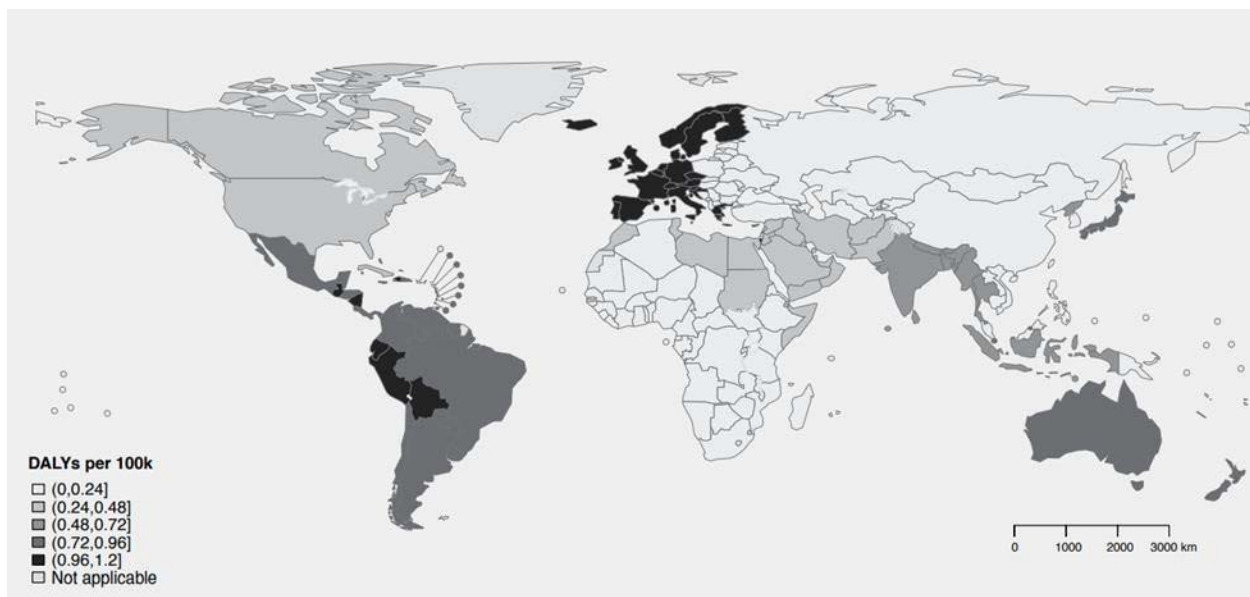 DALYs per 100k
(0,0.24]
(0.24,0.48]
(0.48,0.72]
(0.72,0.96]
(0.96,1.2]
Not applicable
0 1000 2000 3000 km